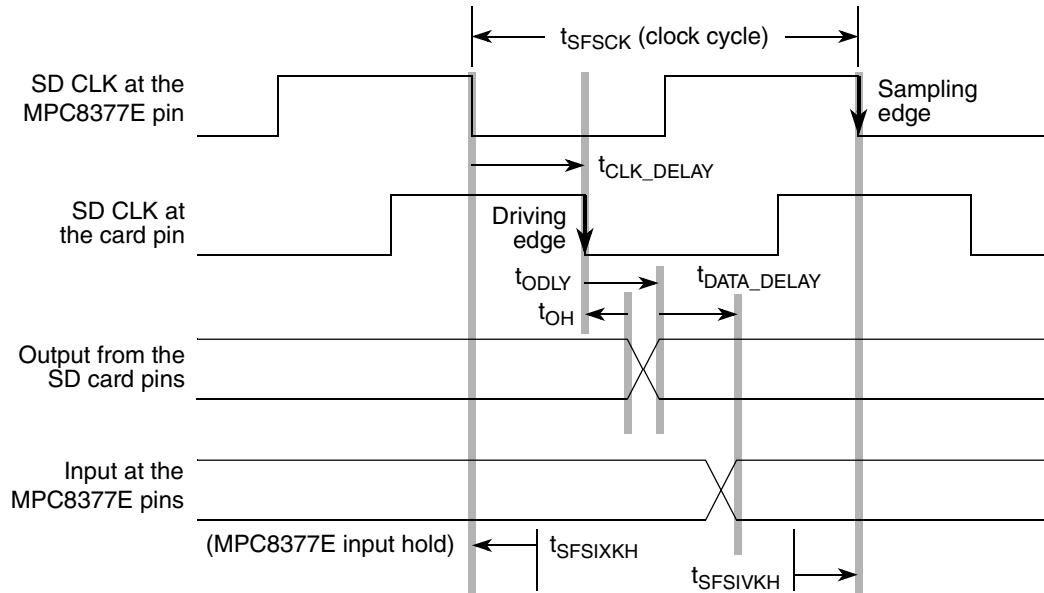 tSFSCK (clock cycle)
SD CLK at the
MPC8377E pin
Sampling
edge
tCLK_DELAY
SD CLK at
the card pin
Driving
edge
tODLY
tDATA_DELAY
tOH
Output from the
SD card pins
Input at the
MPC8377E pins
(MPC8377E input hold)
tSFSIXKH
tSFSIVKH